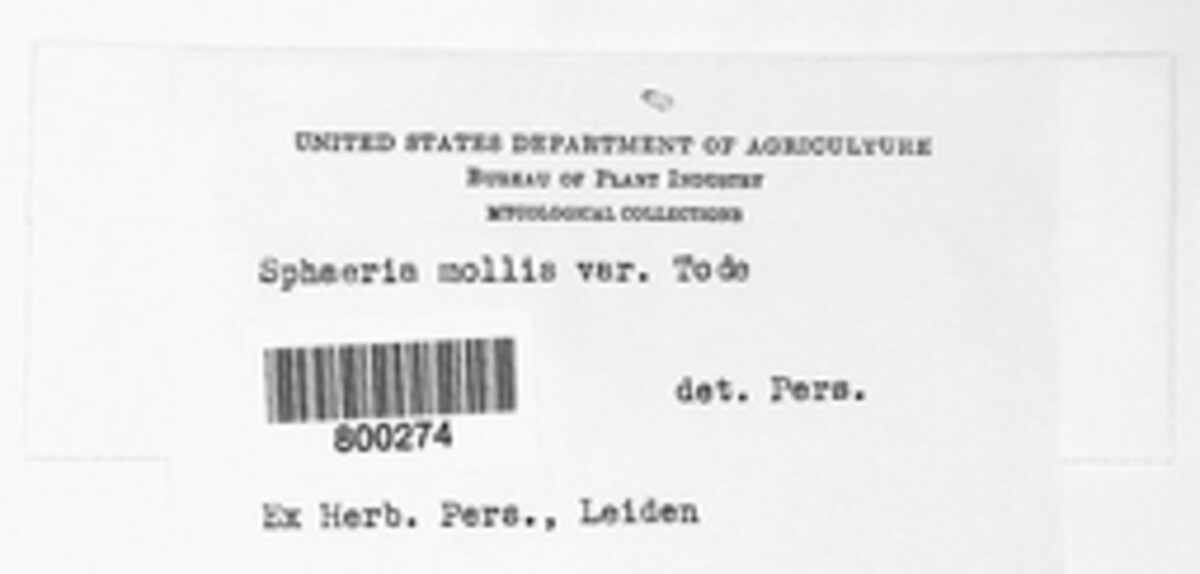 UNITED STATES DEPARTMENT OF AGRICULTURE
BUREAU OF PLANT INDUSTRY
MYCOLOGICAL COLLECTIONS
Sphaeria mollis var. Tode
det. Pers.
800274
Ex Herb. Pers., Leiden